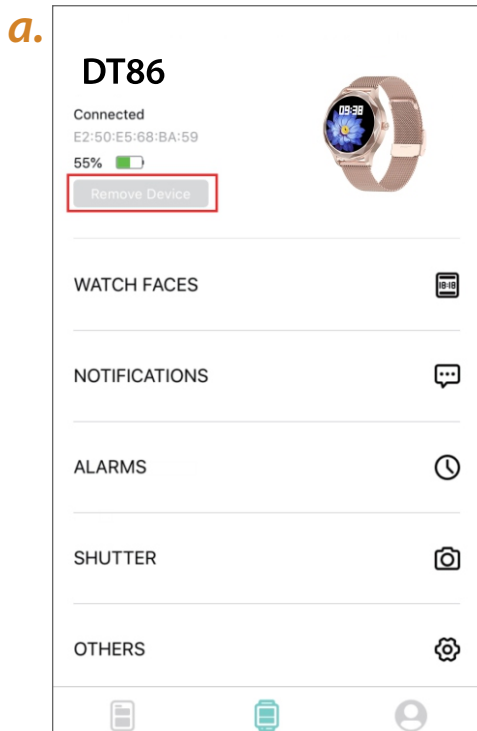 a.
DT86
Connected
E2:50:E5:68:BA:59
55%
Remove Device
09:38
WATCH FACES
18:18
NOTIFICATIONS
ALARMS
SHUTTER
OTHERS